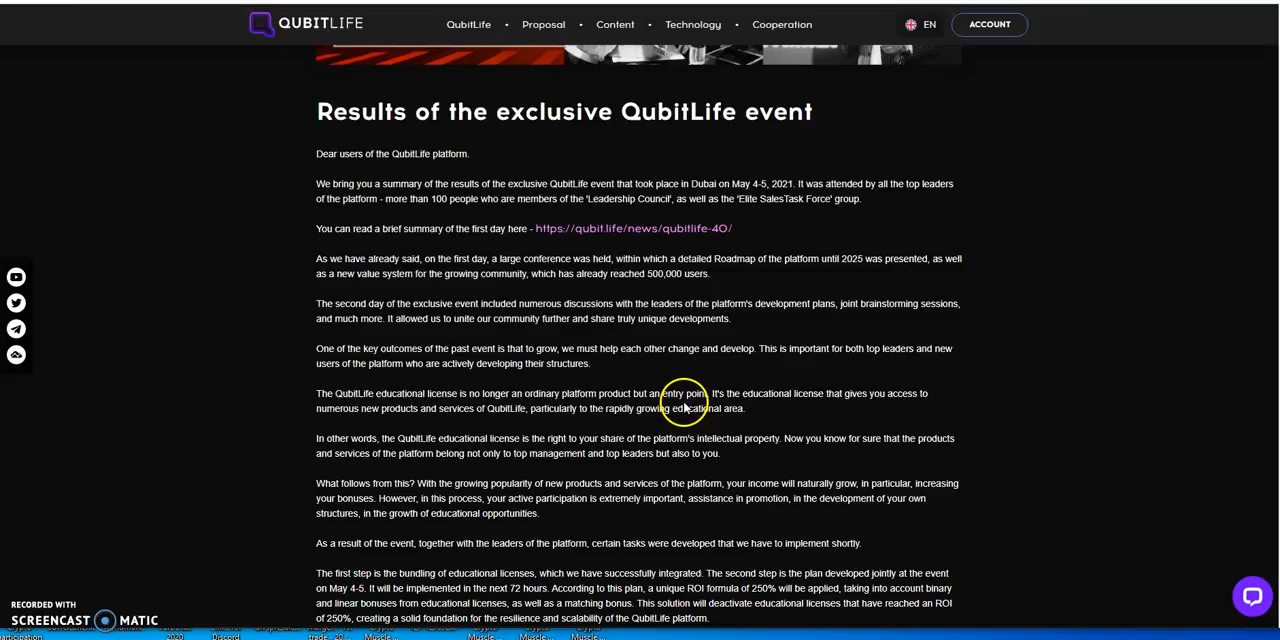 QUBITLIFE
QubitLife • Proposal • Content • Technology • Cooperation
EN
ACCOUNT
Results of the exclusive QubitLife event
Dear users of the QubitLife platform.
We bring you a summary of the results of the exclusive QubitLife event that took place in Dubai on May 4-5, 2021. It was attended by all the top leaders
of the platform - more than 100 people who are members of the 'Leadership Council', as well as the 'Elite SalesTask Force' group.
You can read a brief summary of the first day here - https://qubit.life/news/qubitlife-40/
As we have already said, on the first day, a large conference was held, within which a detailed Roadmap of the platform until 2025 was presented, as well
as a new value system for the growing community, which has already reached 500,000 users.
The second day of the exclusive event included numerous discussions with the leaders of the platform's development plans, joint brainstorming sessions,
and much more. It allowed us to unite our community further and share truly unique developments.
One of the key outcomes of the past event is that to grow, we must help each other change and develop. This is important for both top leaders and new
users of the platform who are actively developing their structures.
The QubitLife educational license is no longer an ordinary platform product but an entry point. It's the educational license that gives you access to
numerous new products and services of QubitLife, particularly to the rapidly growing educational area.
In other words, the QubitLife educational license is the right to your share of the platform's intellectual property. Now you know for sure that the products
and services of the platform belong not only to top management and top leaders but also to you.
What follows from this? With the growing popularity of new products and services of the platform, your income will naturally grow, in particular, increasing
your bonuses. However, in this process, your active participation is extremely important, assistance in promotion, in the development of your own
structures, in the growth of educational opportunities.
As a result of the event, together with the leaders of the platform, certain tasks were developed that we have to implement shortly.
The first step is the bundling of educational licenses, which we have successfully integrated. The second step is the plan developed jointly at the event
on May 4-5. It will be implemented in the next 72 hours. According to this plan, a unique ROI formula of 250% will be applied, taking into account binary
and linear bonuses from educational licenses, as well as a matching bonus. This solution will deactivate educational licenses that have reached an ROI
of 250%, creating a solid foundation for the resilience and scalability of the QubitLife platform.
RECORDED WITH
SCREENCAST MATIC
2020 Discord trade - 20... Muscle ... Muscle ... Muscle ... Muscle ...